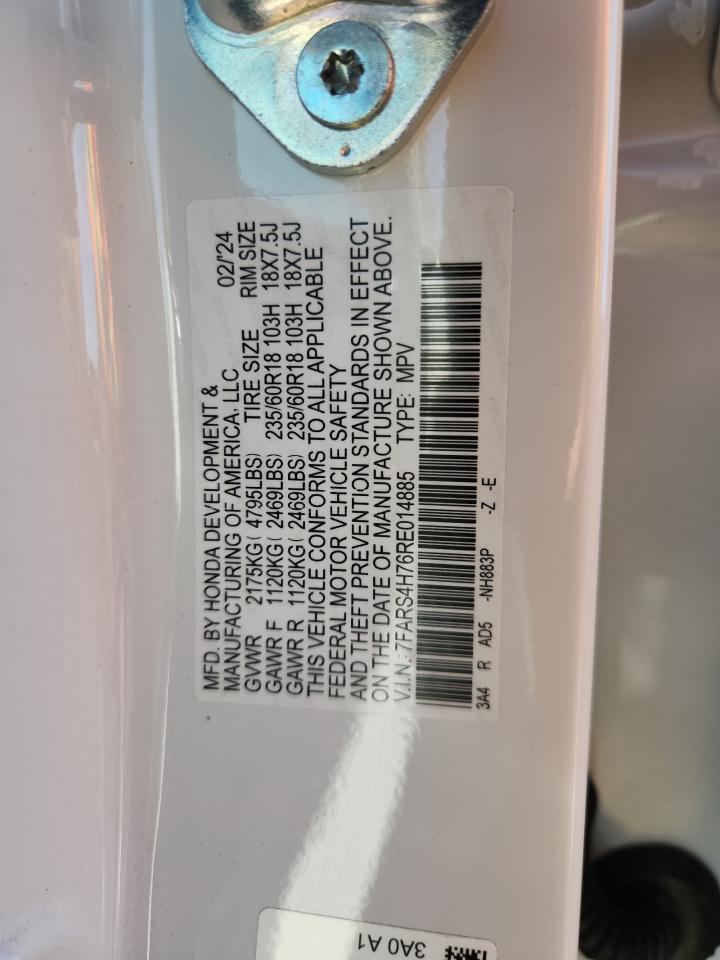 MFD. BY HONDA DEVELOPMENT &
MANUFACTURING OF AMERICA, LLC 02/'24
GVWR 2175KG( 4795LBS) TIRE SIZE RIM SIZE
GAWR F 1120KG( 2469LBS) 235/60R18 103H 18X7.5J
GAWR R 1120KG( 2469LBS) 235/60R18 103H 18X7.5J
THIS VEHICLE CONFORMS TO ALL APPLICABLE
FEDERAL MOTOR VEHICLE SAFETY
AND THEFT PREVENTION STANDARDS IN EFFECT
ON THE DATE OF MANUFACTURE SHOWN ABOVE.
V.I.N.: 7FARS4H76RE014885 TYPE: MPV
3A4 R AD5 -NH883P -Z -E
3A0 A1